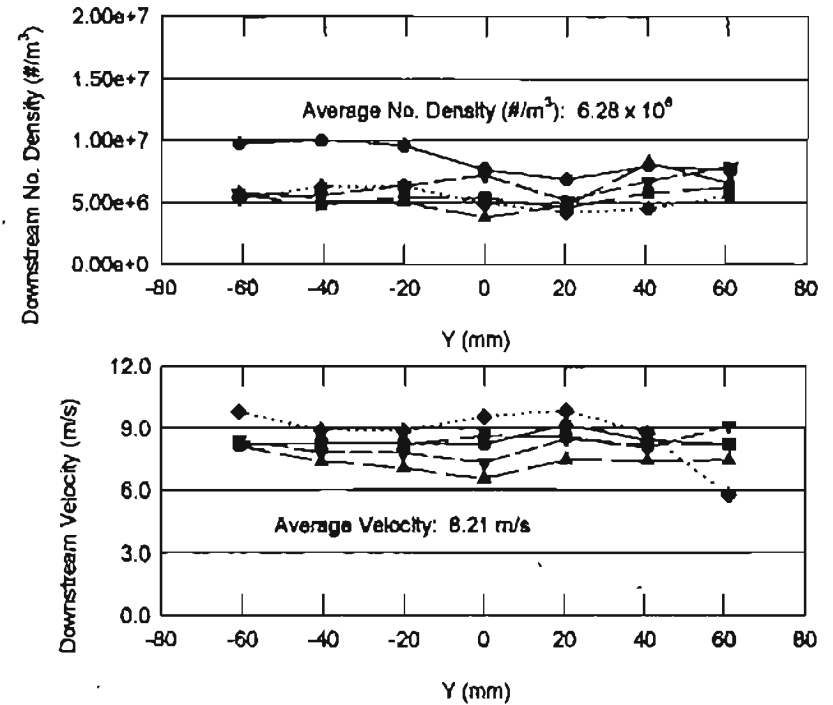 2.00e+7
1.50e+7
1.00e+7
5.00e+6
0.00e+0
Downstream No. Density (#/m³)
Average No. Density (#/m³): 6.28 x 10⁶
-80 -60 -40 -20 0 20 40 60 80
Y (mm)
12.0
9.0
6.0
3.0
0.0
Downstream Velocity (m/s)
Average Velocity: 8.21 m/s
-80 -60 -40 -20 0 20 40 60 80
Y (mm)